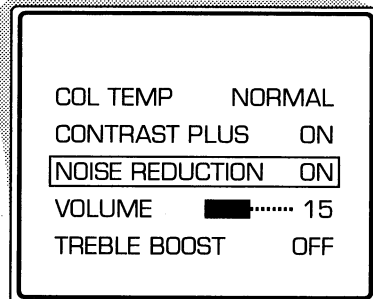 COL TEMP NORMAL
CONTRAST PLUS ON
NOISE REDUCTION ON
VOLUME 15
TREBLE BOOST OFF